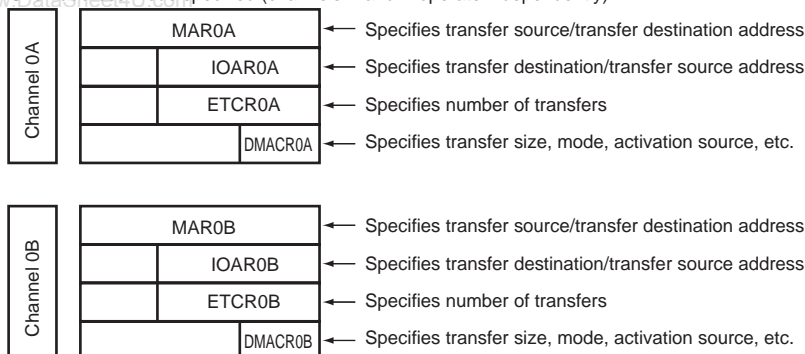 MAR0A ← Specifies transfer source/transfer destination address
Channel 0A
IOAR0A ← Specifies transfer destination/transfer source address
ETCR0A ← Specifies number of transfers
DMACR0A ← Specifies transfer size, mode, activation source, etc.
MAR0B ← Specifies transfer source/transfer destination address
Channel 0B
IOAR0B ← Specifies transfer destination/transfer source address
ETCR0B ← Specifies number of transfers
DMACR0B ← Specifies transfer size, mode, activation source, etc.